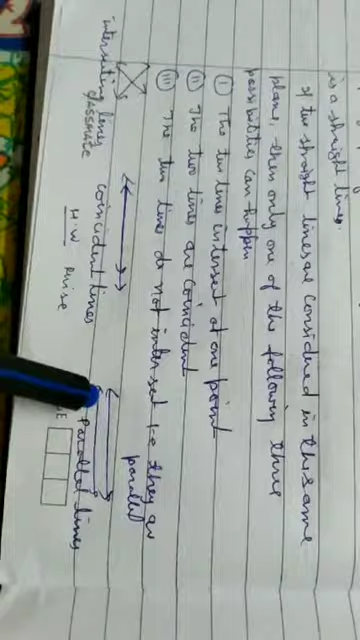 is a straight lines.
If two straight lines are considered in the same
plane, then only one of the following three
possibilities can happen
(i) The two lines intersect at one point
(ii) The two lines are coincident
(iii) The two lines do not intersect i.e. they are
parallel
intersecting lines coincident lines parallel lines
CLASSMATE
H.W